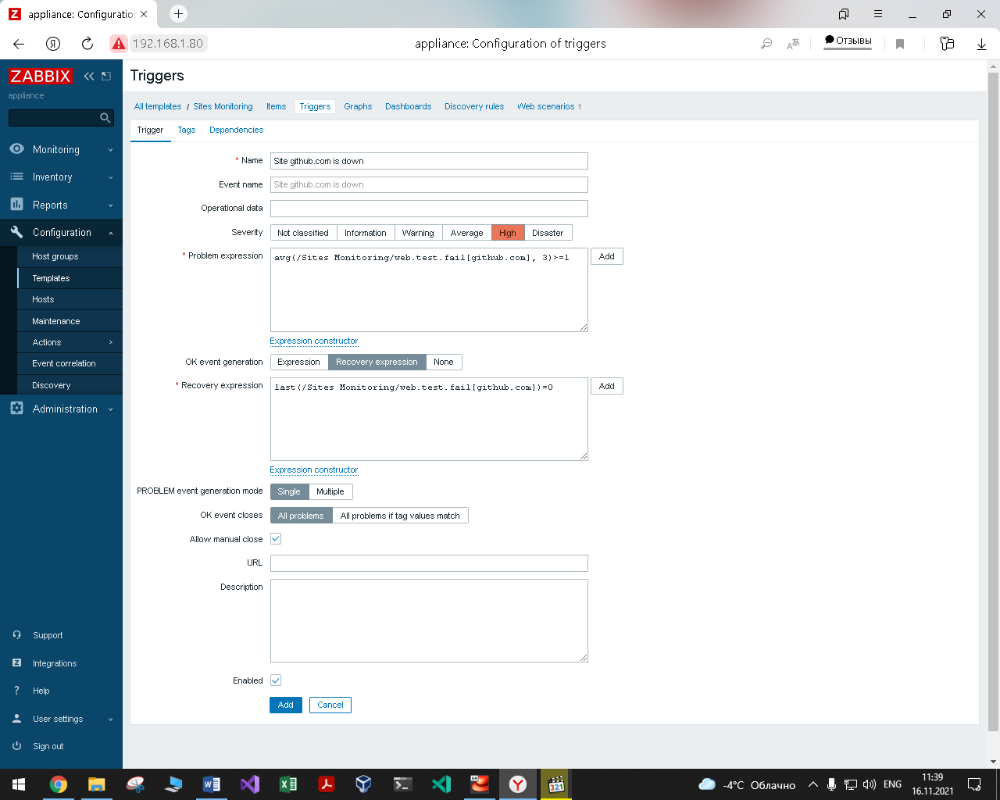 appliance: Configuratio
192.168.1.80
appliance: Configuration of triggers
Отзывы
ZABBIX
appliance
Monitoring
Inventory
Reports
Configuration
Host groups
Templates
Hosts
Maintenance
Actions
Event correlation
Discovery
Administration
Support
Integrations
Help
User settings
Sign out
Triggers
All templates / Sites Monitoring Items Triggers Graphs Dashboards Discovery rules Web scenarios 1
Trigger Tags Dependencies
* Name Site github.com is down
Event name Site github.com is down
Operational data
Severity Not classified Information Warning Average High Disaster
* Problem expression avg(/Sites Monitoring/web.test.fail[github.com], 3)>=1 Add
Expression constructor
OK event generation Expression Recovery expression None
* Recovery expression last(/Sites Monitoring/web.test.fail[github.com])=0 Add
Expression constructor
PROBLEM event generation mode Single Multiple
OK event closes All problems All problems if tag values match
Allow manual close
URL
Description
Enabled
Add Cancel
-4°C Облачно
ENG
11:39
16.11.2021